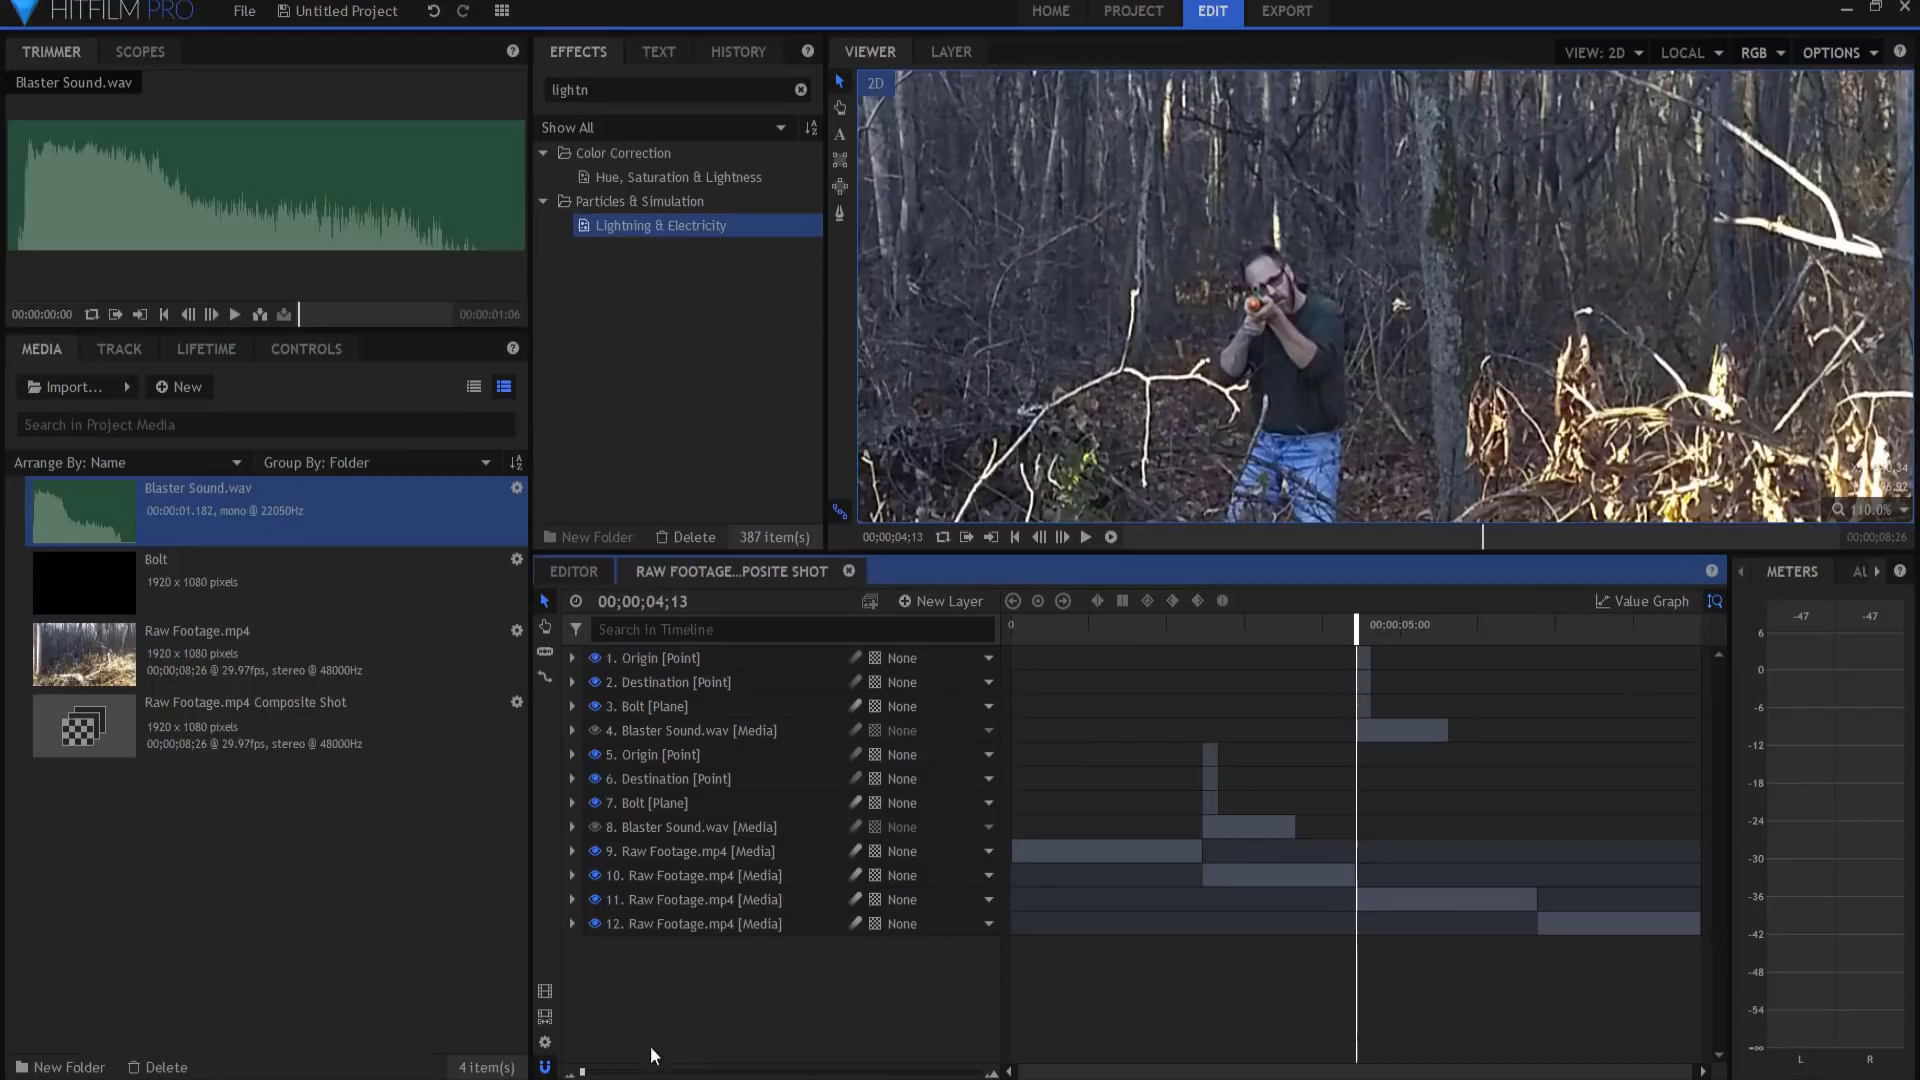 HITFILM PRO
File
Untitled Project
HOME
PROJECT
EDIT
EXPORT
TRIMMER
SCOPES
Blaster Sound.wav
00:00:00:00
00:00:01:06
MEDIA
TRACK
LIFETIME
CONTROLS
Import...
New
Search in Project Media
Arrange By: Name
Group By: Folder
Blaster Sound.wav
00:00:01.182, mono @ 22050Hz
Bolt
1920 x 1080 pixels
Raw Footage.mp4
1920 x 1080 pixels
00;00;08;26 @ 29.97fps, stereo @ 48000Hz
Raw Footage.mp4 Composite Shot
1920 x 1080 pixels
00;00;08;26 @ 29.97fps, stereo @ 48000Hz
New Folder
Delete
4 item(s)
EFFECTS
TEXT
HISTORY
lightn
Show All
Color Correction
Hue, Saturation & Lightness
Particles & Simulation
Lightning & Electricity
New Folder
Delete
387 item(s)
VIEWER
LAYER
VIEW: 2D
LOCAL
RGB
OPTIONS
2D
110.0%
00;00;04;13
00;00;08;26
EDITOR
RAW FOOTAGE...POSITE SHOT
00;00;04;13
New Layer
Value Graph
Search in Timeline
0
00;00;05;00
1. Origin [Point] None
2. Destination [Point] None
3. Bolt [Plane] None
4. Blaster Sound.wav [Media] None
5. Origin [Point] None
6. Destination [Point] None
7. Bolt [Plane] None
8. Blaster Sound.wav [Media] None
9. Raw Footage.mp4 [Media] None
10. Raw Footage.mp4 [Media] None
11. Raw Footage.mp4 [Media] None
12. Raw Footage.mp4 [Media] None
METERS
-47
-47
6
0
-6
-12
-18
-24
-30
-36
-42
-48
-54
-∞
L
R